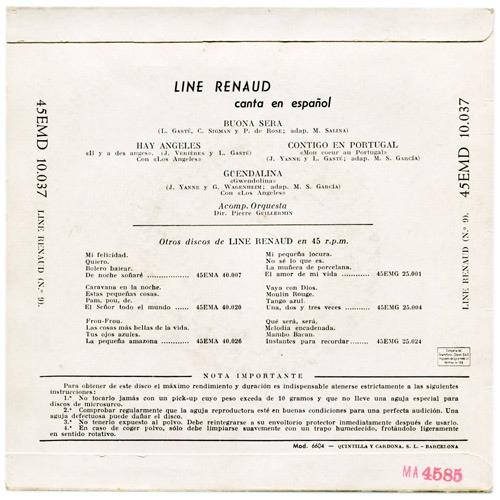 LINE RENAUD
canta en español
BUONA SERA
(L. Gasté, C. Sigman y P. de Rose; adap. M. Salina)
HAY ANGELES
«Il y a des anges». (J. Verières y L. Gasté)
Con «Los Angeles»
CONTIGO EN PORTUGAL
«Mon coeur au Portugal»
(J. Yanne y L. Gasté; adap. M. S. García)
GUENDALINA
«Gwendolina»
(J. Yanne y G. Wagenheim; adap. M. S. García)
Con «Los Angeles»
Acomp. Orquesta
Dir. Pierre Guillermin
45EMD 10.037
LINE RENAUD (N.º 9).
45EMD 10.037
LINE RENAUD (N.º 9).
Otros discos de LINE RENAUD en 45 r.p.m.
Mi felicidad.
Quiero.
Bolero balear.
De noche soñaré ............ 45EMA 40.007
Caravana en la noche.
Estas pequeñas cosas.
Pam, pou, de.
El Señor todo el mundo ...... 45EMA 40.020
Frou-Frou.
Las cosas más bellas de la vida.
Tus ojos azules.
La pequeña amazona ............ 45EMA 40.026
Mi pequeña locura.
No sé lo que es.
La muñeca de porcelana.
El amor de mi vida ............ 45EMG 25.001
Vaya con Dios.
Moulin Rouge.
Tango azul.
Una, dos y tres veces ...... 45EMG 25.004
Qué será, será.
Melodía encadenada.
Mambo Bacan.
Instantes para recordar ...... 45EMG 25.024
NOTA IMPORTANTE
Para obtener de este disco el máximo rendimiento y duración es indispensable atenerse estrictamente a las siguientes
instrucciones:
1.ª No tocarlo jamás con un pick-up cuyo peso exceda de 10 gramos y que no lleve una aguja especial para
discos de microsurco.
2.ª Comprobar regularmente que la aguja reproductora esté en buenas condiciones para una perfecta audición. Una
aguja defectuosa puede dañar el disco.
3.ª No tenerlo expuesto al polvo. Debe reintegrarse a su envoltorio protector inmediatamente después de usarlo.
4.ª En caso de coger polvo, sólo debe limpiarse suavemente con un trapo humedecido, frotándolo ligeramente
en sentido rotativo.
Mod. 6604 — QUINTILLA Y CARDONA, S. L. - BARCELONA
MA 4585